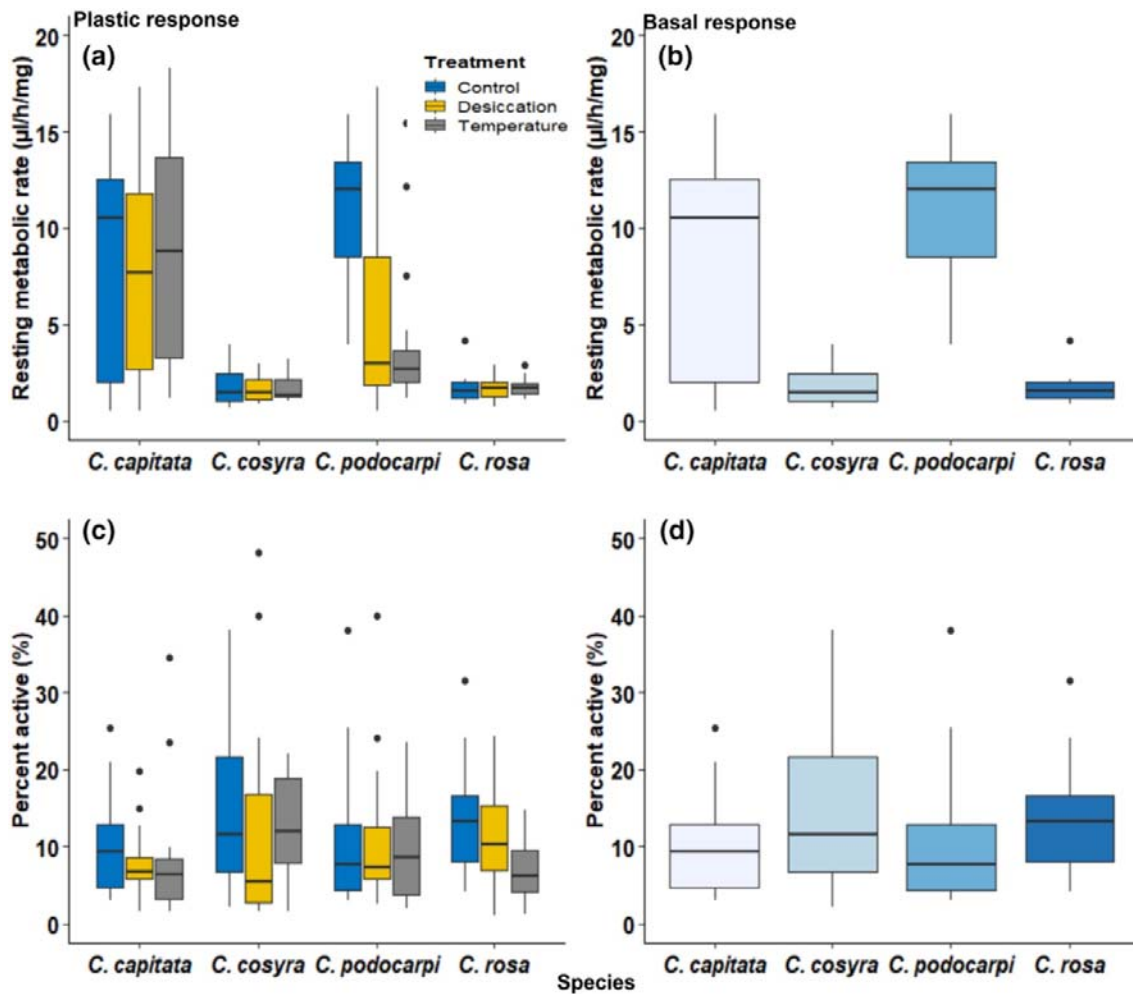 Plastic response
Basal response
(a)
(b)
Treatment
Control
Desiccation
Temperature
Resting metabolic rate (µl/h/mg)
20
15
10
5
0
C. capitata C. cosyra C. podocarpi C. rosa
Resting metabolic rate (µl/h/mg)
20
15
10
5
0
C. capitata C. cosyra C. podocarpi C. rosa
(c)
(d)
Percent active (%)
50
40
30
20
10
0
C. capitata C. cosyra C. podocarpi C. rosa
Percent active (%)
50
40
30
20
10
0
C. capitata C. cosyra C. podocarpi C. rosa
Species